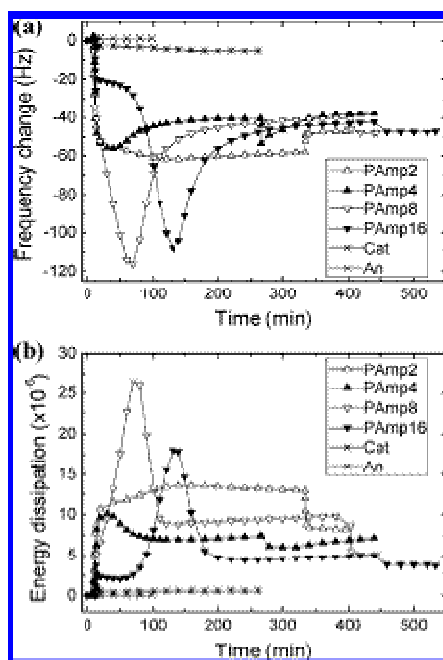 (a)
0
-20
-40
-60
-80
-100
-120
Frequency change (Hz)
PAmp2
PAmp4
PAmp8
PAmp16
Cat
An
0 100 200 300 400 500
Time (min)
(b)
30
25
20
15
10
5
0
Energy dissipation (x10⁻⁶)
PAmp2
PAmp4
PAmp8
PAmp16
Cat
An
0 100 200 300 400 500
Time (min)